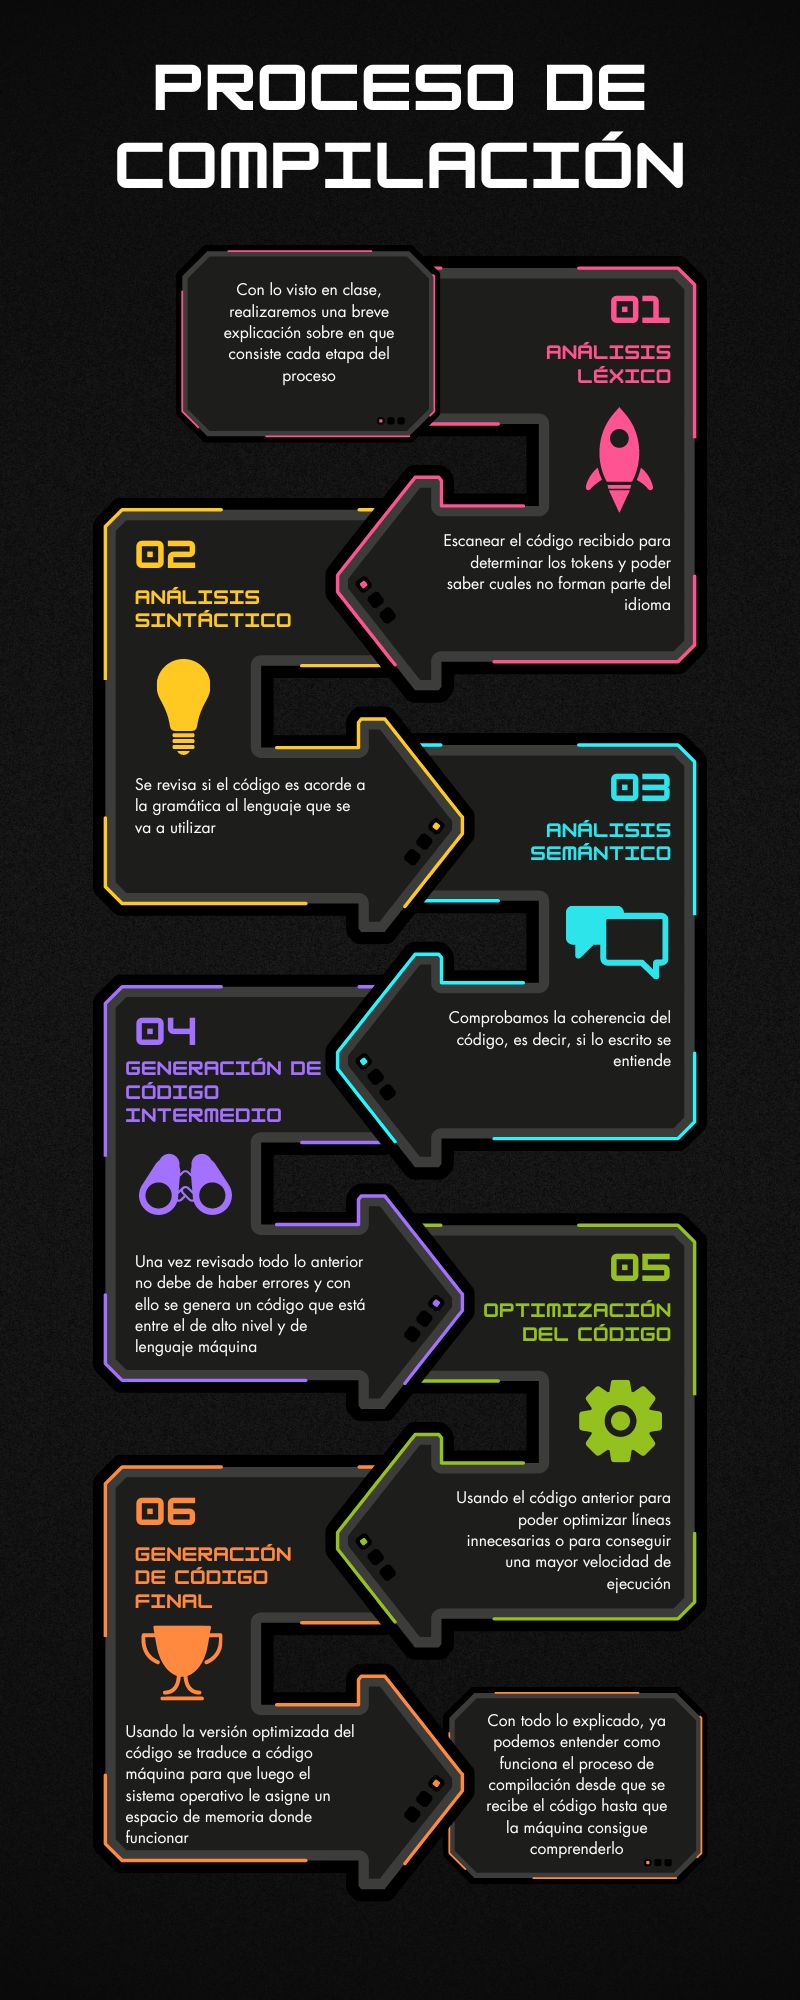 PROCESO DE
COMPILACIÓN
Con lo visto en clase,
realizaremos una breve
explicación sobre en que
consiste cada etapa del
proceso
01
ANÁLISIS
LÉXICO
Escanear el código recibido para
determinar los tokens y poder
saber cuales no forman parte del
idioma
02
ANÁLISIS
SINTÁCTICO
Se revisa si el código es acorde a
la gramática al lenguaje que se
va a utilizar
03
ANÁLISIS
SEMÁNTICO
Comprobamos la coherencia del
código, es decir, si lo escrito se
entiende
04
GENERACIÓN DE
CÓDIGO
INTERMEDIO
Una vez revisado todo lo anterior
no debe de haber errores y con
ello se genera un código que está
entre el de alto nivel y de
lenguaje máquina
05
OPTIMIZACIÓN
DEL CÓDIGO
Usando el código anterior para
poder optimizar líneas
innecesarias o para conseguir
una mayor velocidad de
ejecución
06
GENERACIÓN
DE CÓDIGO
FINAL
Usando la versión optimizada del
código se traduce a código
máquina para que luego el
sistema operativo le asigne un
espacio de memoria donde
funcionar
Con todo lo explicado, ya
podemos entender como
funciona el proceso de
compilación desde que se
recibe el código hasta que
la máquina consigue
comprenderlo